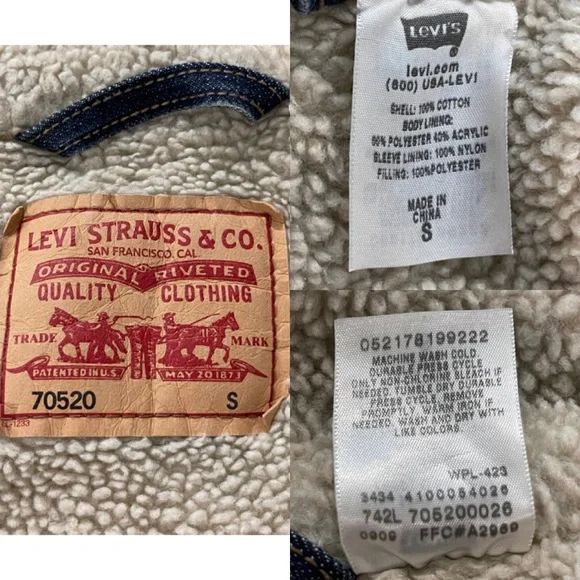 LEVI STRAUSS & CO.
SAN FRANCISCO, CAL.
ORIGINAL RIVETED
QUALITY CLOTHING
TRADE MARK
PATENTED IN U.S. MAY 20 1873
70520 S
Levi's
levi.com
(800) USA-LEVI
SHELL: 100% COTTON
BODY LINING:
60% POLYESTER 40% ACRYLIC
SLEEVE LINING: 100% NYLON
FILLING: 100%POLYESTER
MADE IN
CHINA
S
052178199222
MACHINE WASH COLD.
DURABLE PRESS CYCLE
ONLY NON-CHLORINE BLEACH IF
NEEDED. TUMBLE DRY DURABLE
PRESS CYCLE. REMOVE
PROMPTLY. WARM IRON IF
NEEDED. WASH AND DRY WITH
LIKE COLORS.
WPL-423
3434 4100054026
742L 705200026
0909 FFC#A2969